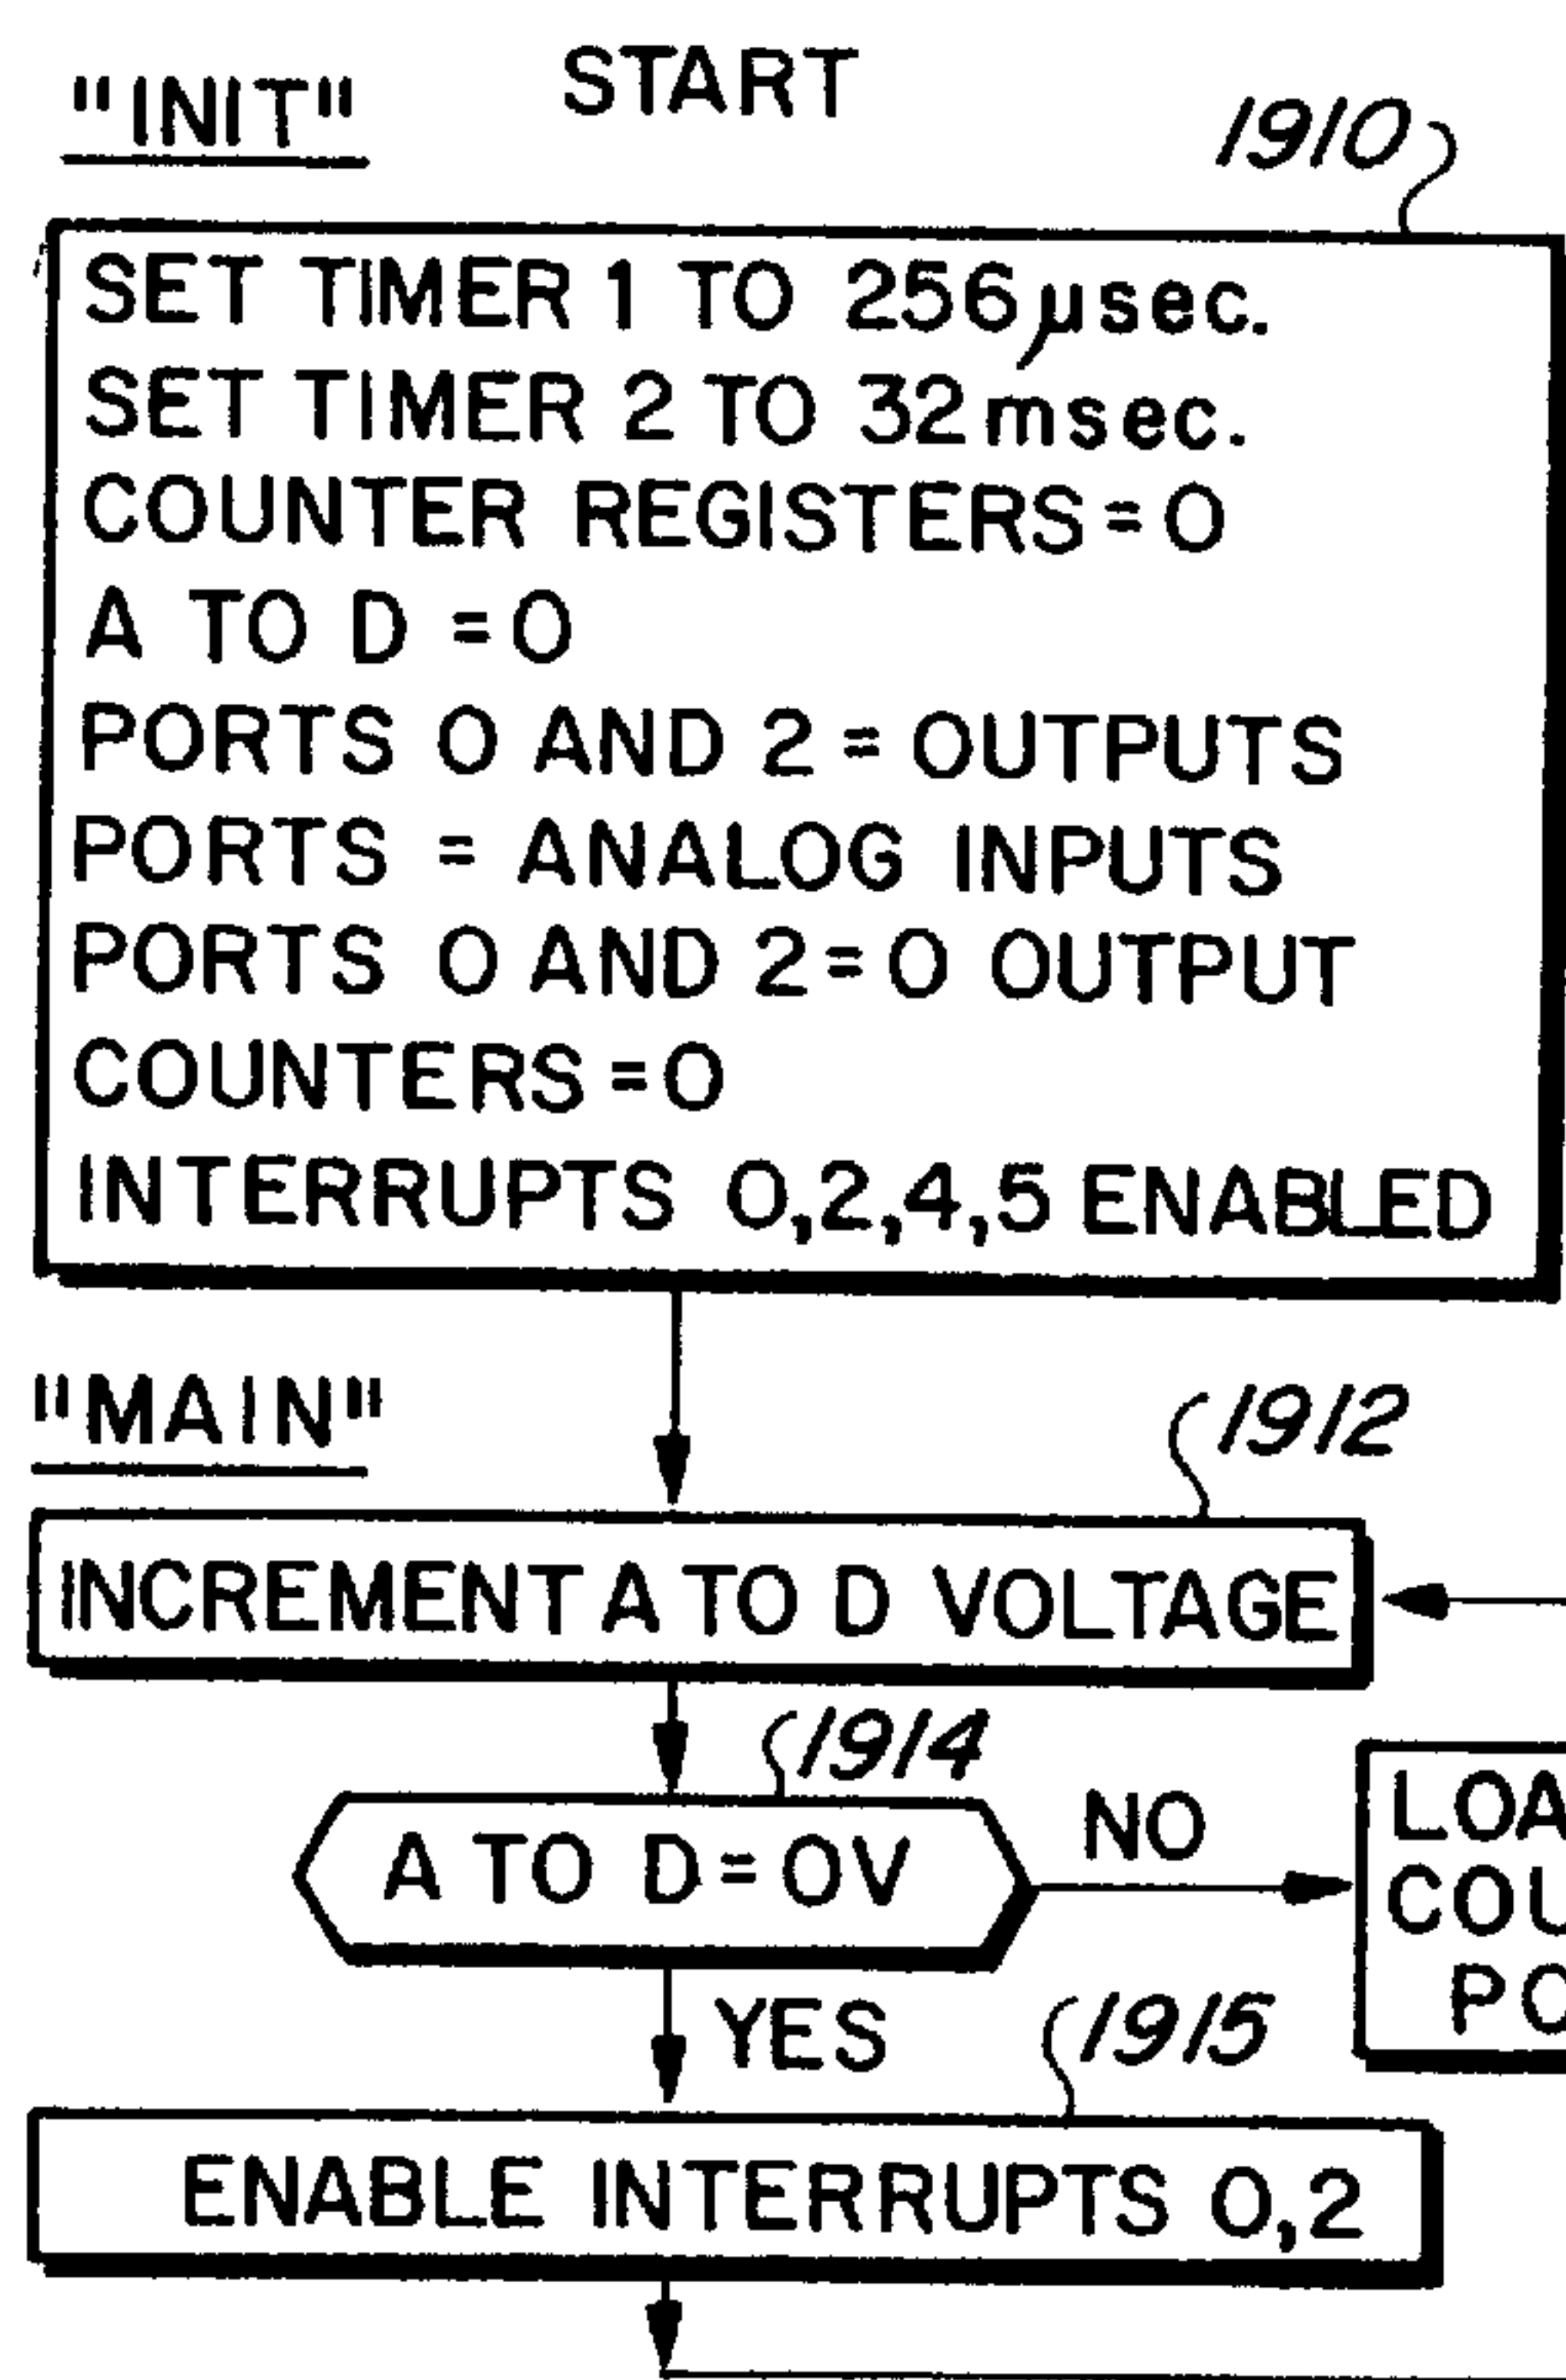 "INIT" START
1910
SET TIMER 1 TO 256µsec.
SET TIMER 2 TO 32msec.
COUNTER REGISTERS=0
A TO D =0
PORTS 0 AND 2= OUTPUTS
PORTS = ANALOG INPUTS
PORTS 0 AND 2=0 OUTPUT
COUNTERS=0
INTERRUPTS 0,2,4,5 ENABLED
"MAIN"
1912
INCREMENT A TO D VOLTAGE
1914
A TO D=0V
NO
YES
1915
ENABLE INTERRUPTS 0,2